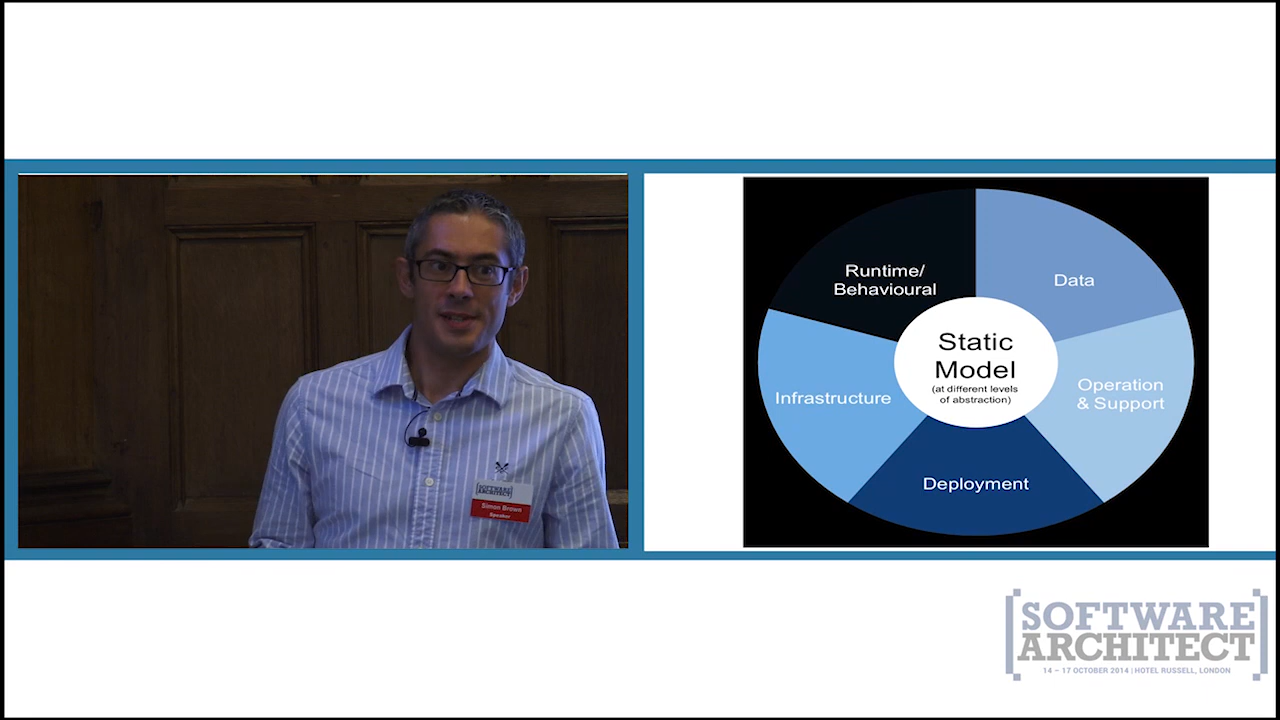 [SOFTWARE
ARCHITECT]
Simon Brown
Speaker
Runtime/
Behavioural
Data
Static
Model
(at different levels
of abstraction)
Operation
& Support
Infrastructure
Deployment
[SOFTWARE
ARCHITECT]
14 – 17 OCTOBER 2014 | HOTEL RUSSELL, LONDON